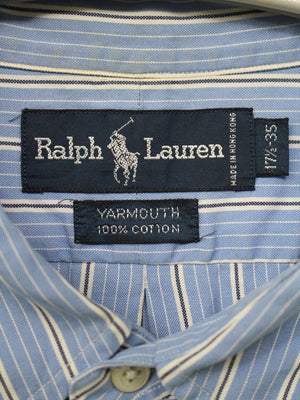 Ralph Lauren
MADE IN HONG KONG
17½-35
YARMOUTH
100% COTTON